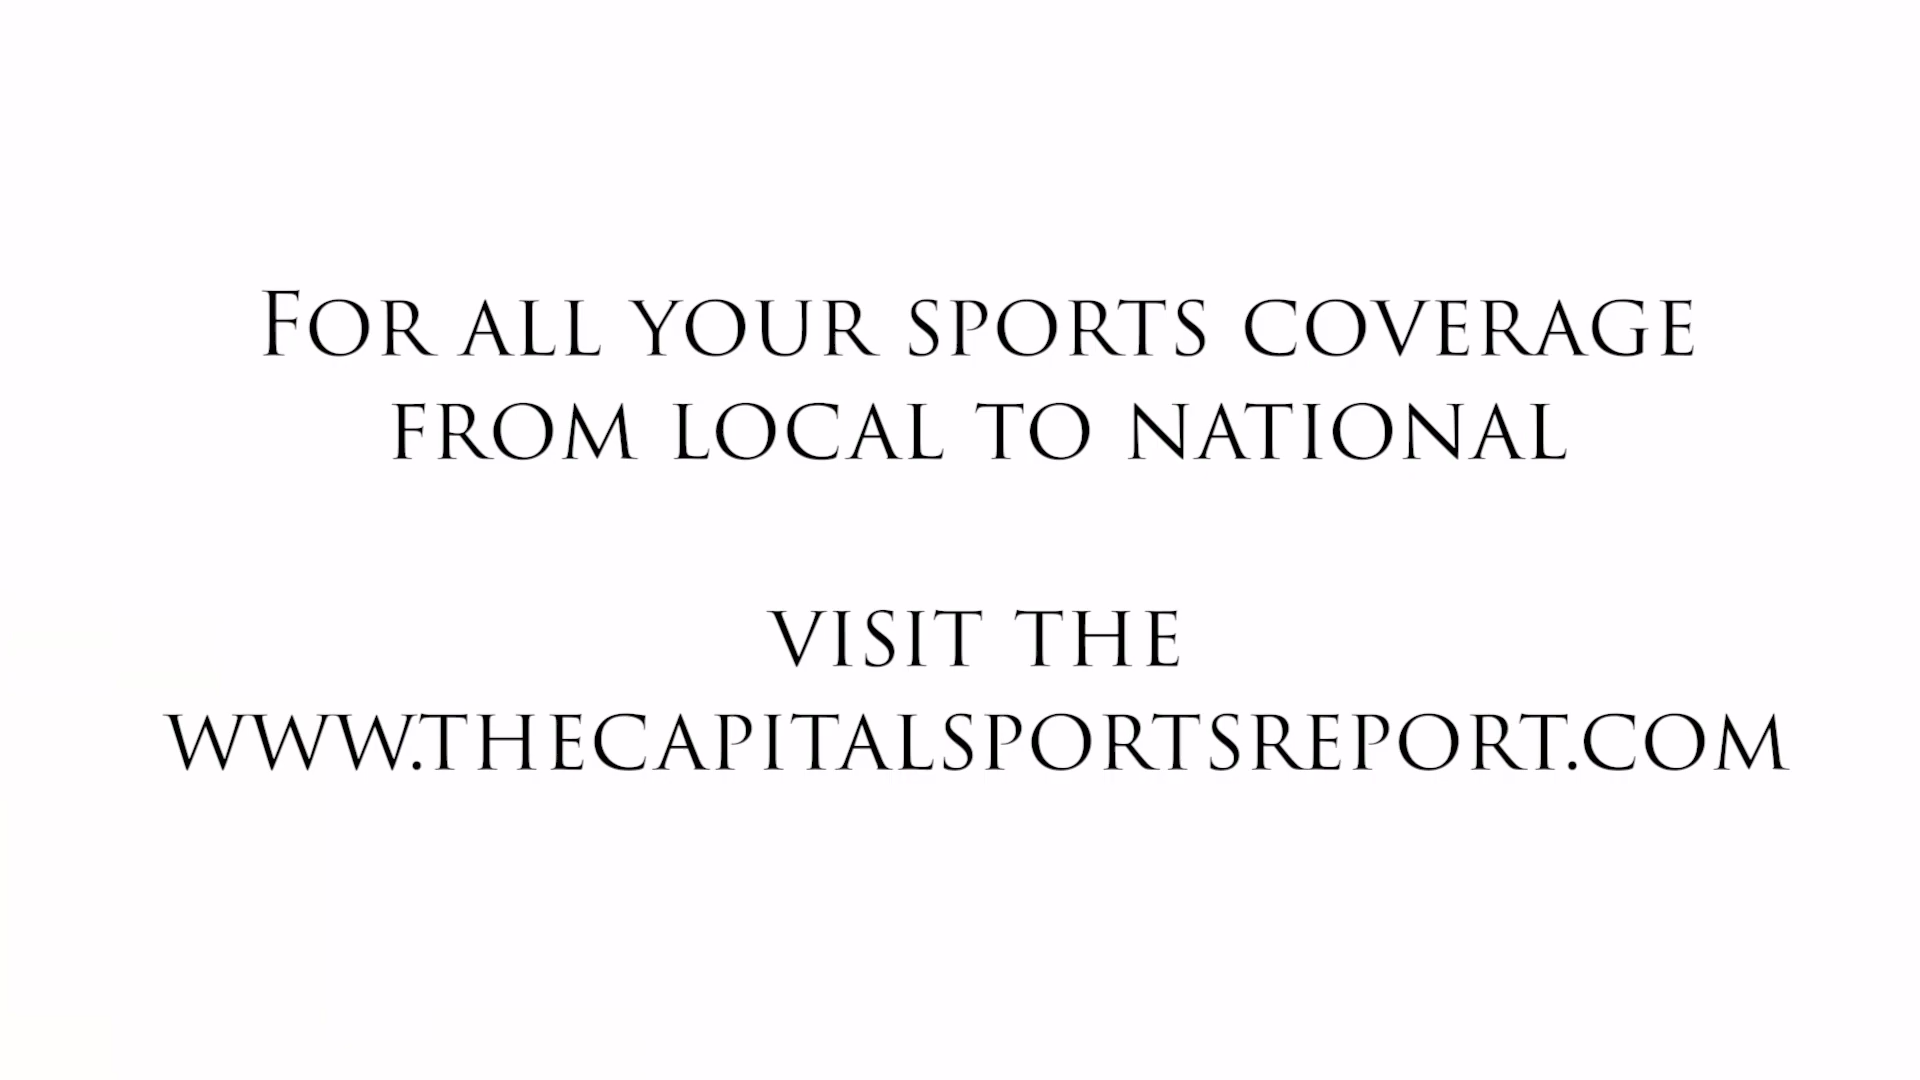 For all your sports coverage
from local to national
visit the
www.thecapitalsportsreport.com